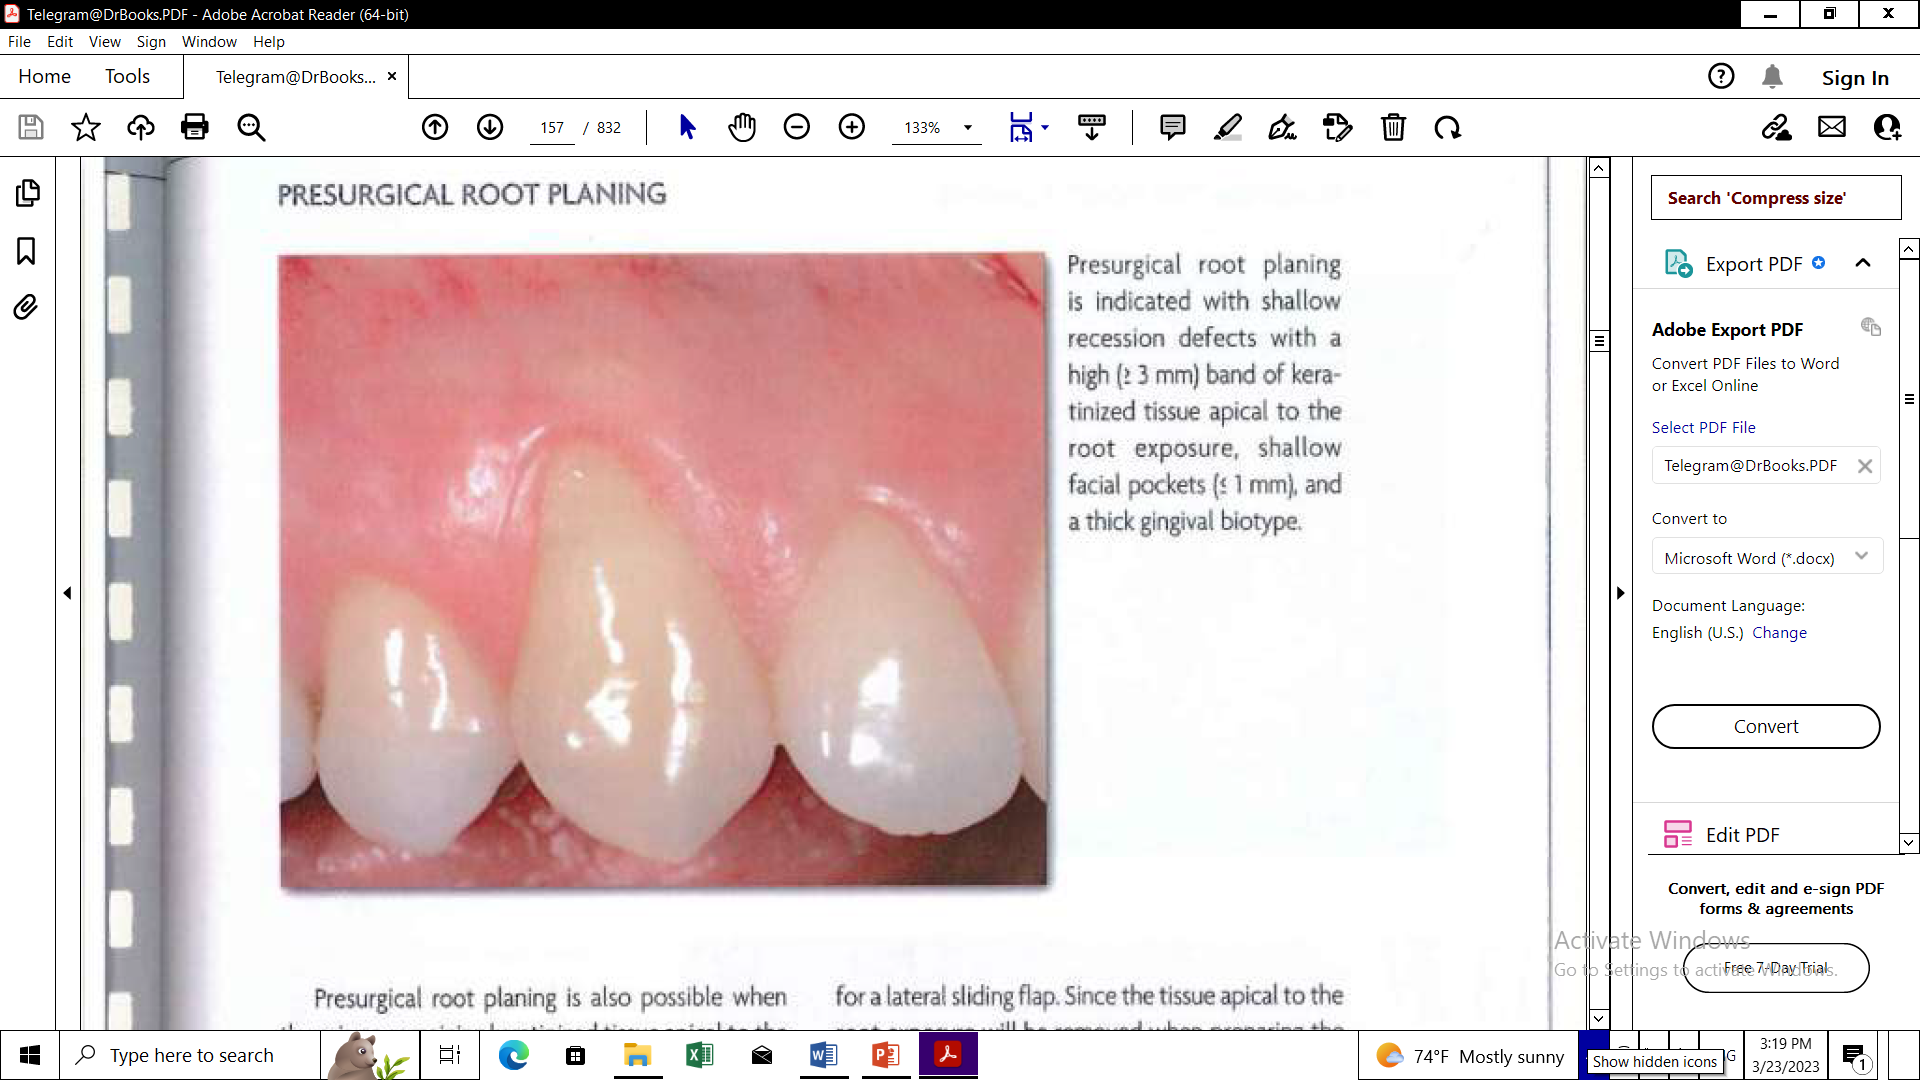 Telegram@DrBooks.PDF - Adobe Acrobat Reader (64-bit)
File Edit View Sign Window Help
Home Tools Telegram@DrBooks... × Sign In
157 / 832 133%
PRESURGICAL ROOT PLANING
Presurgical root planing
is indicated with shallow
recession defects with a
high (≥ 3 mm) band of kera-
tinized tissue apical to the
root exposure, shallow
facial pockets (≤ 1 mm), and
a thick gingival biotype.
Presurgical root planing is also possible when
for a lateral sliding flap. Since the tissue apical to the
Search 'Compress size'
Export PDF
Adobe Export PDF
Convert PDF Files to Word
or Excel Online
Select PDF File
Telegram@DrBooks.PDF
Convert to
Microsoft Word (*.docx)
Document Language:
English (U.S.) Change
Convert
Edit PDF
Convert, edit and e-sign PDF
forms & agreements
Free 7-Day Trial
Activate Windows
Go to Settings to activate Windows.
Type here to search
74°F Mostly sunny
Show hidden icons
3:19 PM
3/23/2023
1